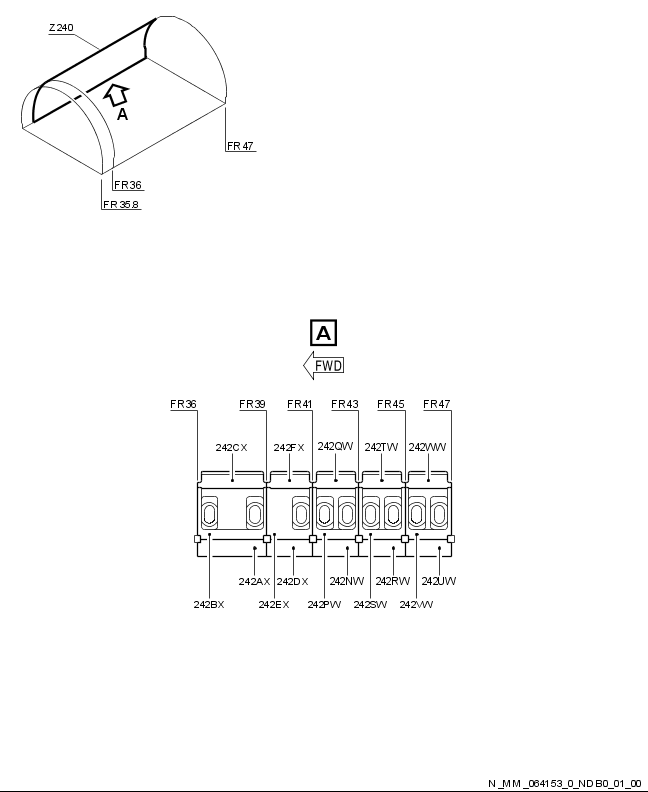 Z240
A
FR47
FR36
FR35.8
A
FWD
FR36 FR39 FR41 FR43 FR45 FR47
242CX 242FX 242QW 242TW 242WW
242AX 242DX 242NW 242RW 242UW
242BX 242EX 242PW 242SW 242VW
N_MM_064153_0_NDB0_01_00